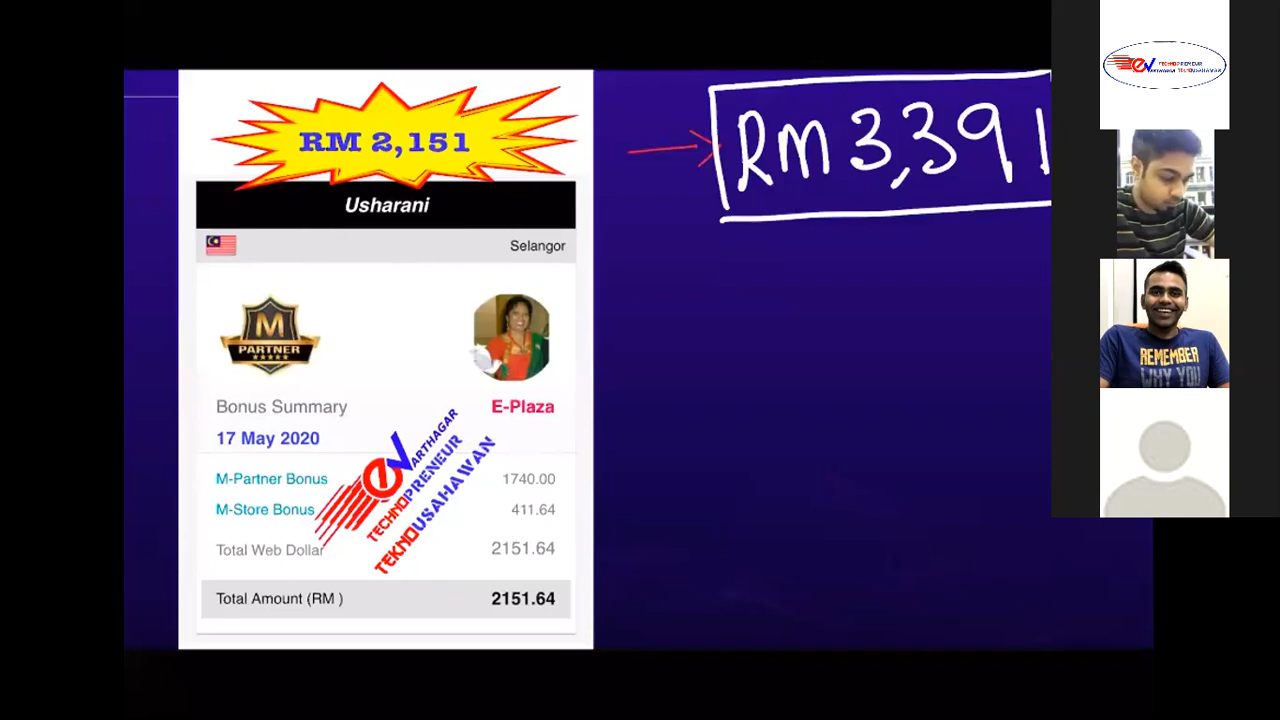 RM 2,151
RM 3,391
Usharani
Selangor
M
PARTNER
Bonus Summary
E-Plaza
17 May 2020
M-Partner Bonus
1740.00
M-Store Bonus
411.64
Total Web Dollar
2151.64
Total Amount (RM )
2151.64
eVARTHAGAR
TECHNOPRENEUR
TEKNOUSAHAWAN
REMEMBER
WHY YOU